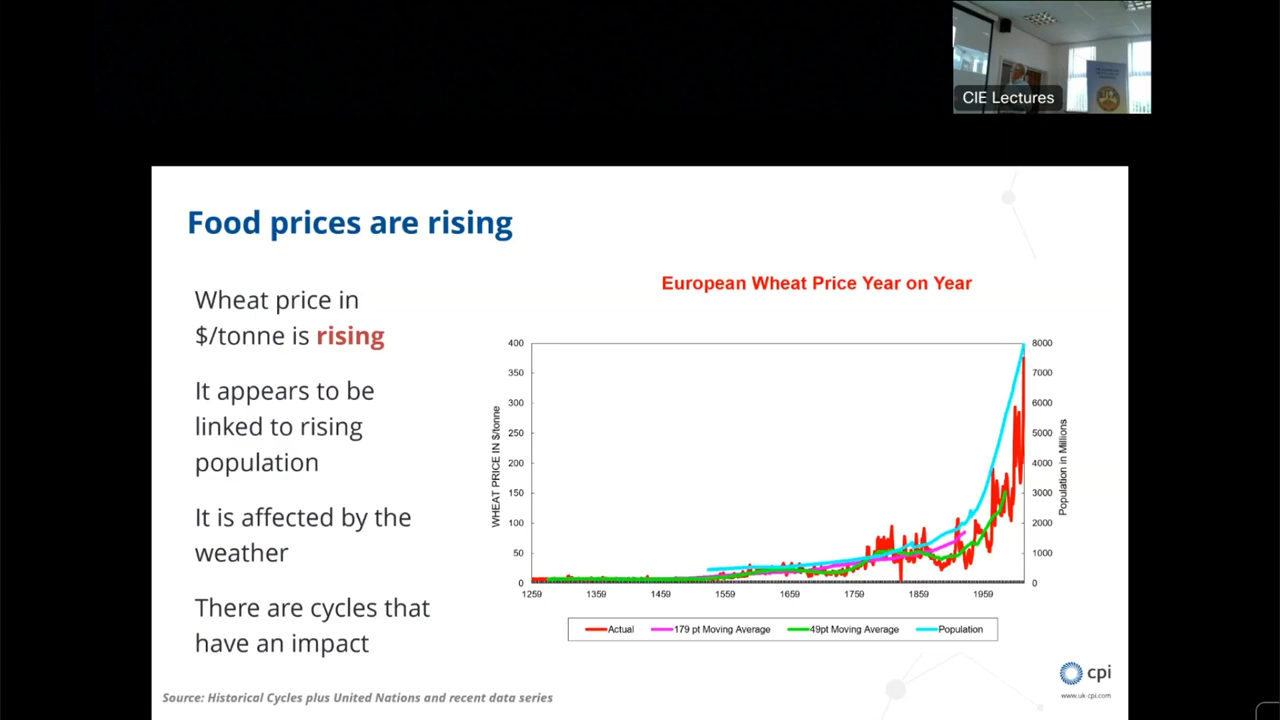 CIE Lectures
Food prices are rising
Wheat price in
$/tonne is rising
It appears to be
linked to rising
population
It is affected by the
weather
There are cycles that
have an impact
European Wheat Price Year on Year
WHEAT PRICE IN $/tonne
400
350
300
250
200
150
100
50
0
8000
7000
6000
5000
4000
3000
2000
1000
0
Population in Millions
1259 1359 1459 1559 1659 1759 1859 1959
Actual 179 pt Moving Average 49pt Moving Average Population
cpi
www.uk-cpi.com
Source: Historical Cycles plus United Nations and recent data series